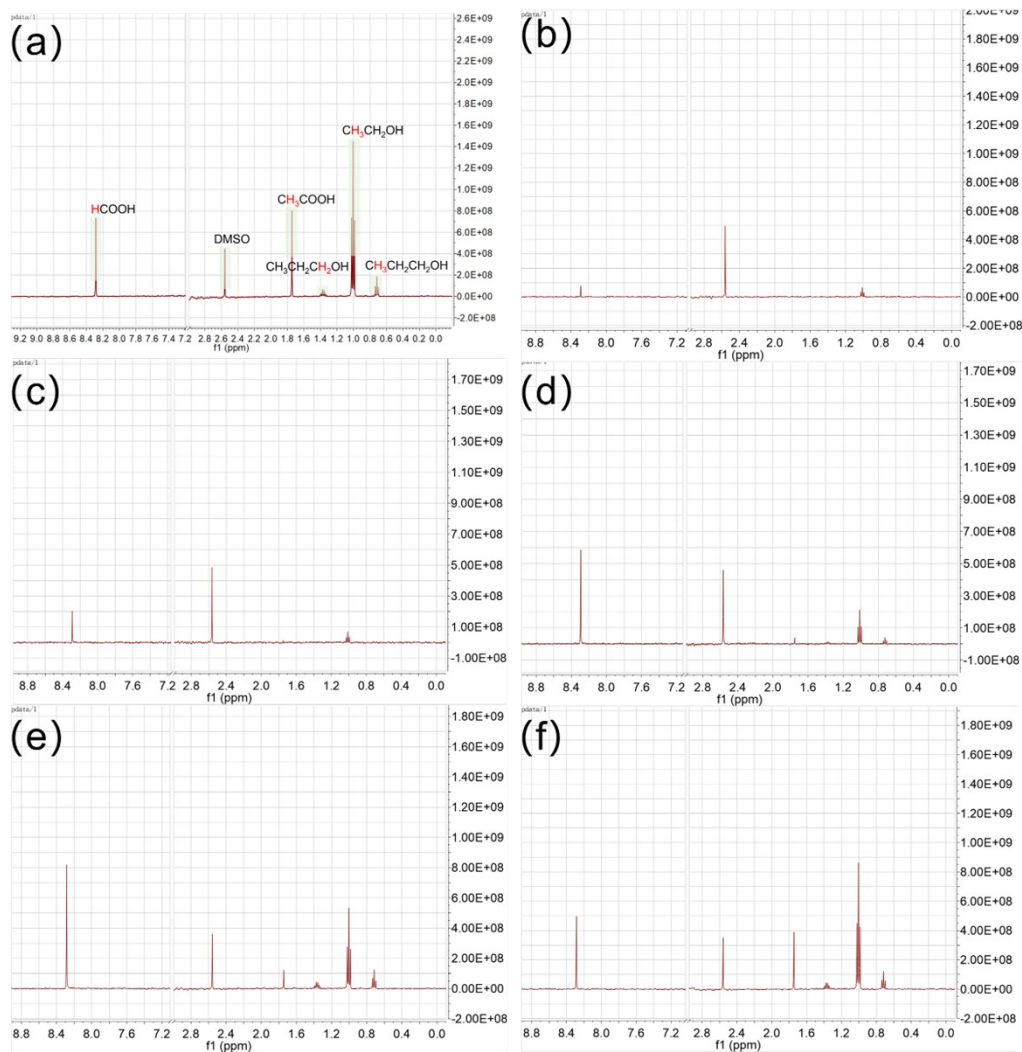 pdata/1
(a)
2.6E+09
2.4E+09
2.2E+09
2.0E+09
1.8E+09
1.6E+09
1.4E+09
1.2E+09
1.0E+09
8.0E+08
6.0E+08
4.0E+08
2.0E+08
0.0E+00
-2.0E+08
CH₃CH₂OH
CH₃COOH
HCOOH
DMSO
CH₃CH₂CH₂OH CH₃CH₂CH₂OH
9.2 9.0 8.8 8.6 8.4 8.2 8.0 7.8 7.6 7.4 7.2 2.8 2.6 2.4 2.2 2.0 1.8 1.6 1.4 1.2 1.0 0.8 0.6 0.4 0.2 0.0
f1 (ppm)
pdata/1
(b)
2.00E+09
1.80E+09
1.60E+09
1.40E+09
1.20E+09
1.00E+09
8.00E+08
6.00E+08
4.00E+08
2.00E+08
0.00E+00
-2.00E+08
8.8 8.4 8.0 7.6 7.2 2.8 2.4 2.0 1.6 1.2 0.8 0.4 0.0
f1 (ppm)
pdata/1
(c)
1.70E+09
1.50E+09
1.30E+09
1.10E+09
9.00E+08
7.00E+08
5.00E+08
3.00E+08
1.00E+08
-1.00E+08
8.8 8.4 8.0 7.6 7.2 2.8 2.4 2.0 1.6 1.2 0.8 0.4 0.0
f1 (ppm)
pdata/1
(d)
1.70E+09
1.50E+09
1.30E+09
1.10E+09
9.00E+08
7.00E+08
5.00E+08
3.00E+08
1.00E+08
-1.00E+08
8.8 8.4 8.0 7.6 7.2 2.8 2.4 2.0 1.6 1.2 0.8 0.4 0.0
f1 (ppm)
pdata/1
(e)
1.80E+09
1.60E+09
1.40E+09
1.20E+09
1.00E+09
8.00E+08
6.00E+08
4.00E+08
2.00E+08
0.00E+00
-2.00E+08
8.8 8.4 8.0 7.6 7.2 2.8 2.4 2.0 1.6 1.2 0.8 0.4 0.0
f1 (ppm)
pdata/1
(f)
1.80E+09
1.60E+09
1.40E+09
1.20E+09
1.00E+09
8.00E+08
6.00E+08
4.00E+08
2.00E+08
0.00E+00
-2.00E+08
8.8 8.4 8.0 7.6 7.2 2.8 2.4 2.0 1.6 1.2 0.8 0.4 0.0
f1 (ppm)